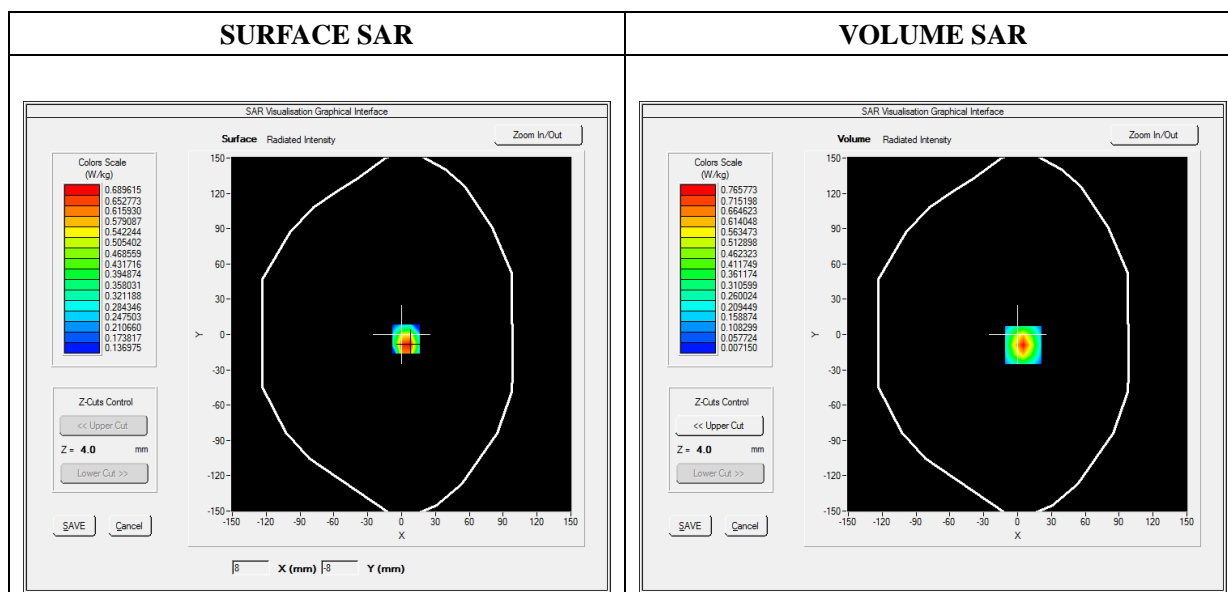 SURFACE SAR
VOLUME SAR
SAR Visualisation Graphical Interface
Surface Radiated Intensity
Zoom In/Out
Colors Scale
(W/kg)
0.689615
0.652773
0.615930
0.579087
0.542244
0.505402
0.468559
0.431716
0.394874
0.358031
0.321188
0.284346
0.247503
0.210660
0.173817
0.136975
150
120
90
60
30
0
-30
-60
-90
-120
-150
Y
-150 -120 -90 -60 -30 0 30 60 90 120 150
X
Z-Cuts Control
<< Upper Cut
Z = 4.0 mm
Lower Cut >>
SAVE Cancel
8 X (mm) -8 Y (mm)
SAR Visualisation Graphical Interface
Volume Radiated Intensity
Zoom In/Out
Colors Scale
(W/kg)
0.765773
0.715198
0.664623
0.614048
0.563473
0.512898
0.462323
0.411749
0.361174
0.310599
0.260024
0.209449
0.158874
0.108299
0.057724
0.007150
150
120
90
60
30
0
-30
-60
-90
-120
-150
Y
-150 -120 -90 -60 -30 0 30 60 90 120 150
X
Z-Cuts Control
<< Upper Cut
Z = 4.0 mm
Lower Cut >>
SAVE Cancel